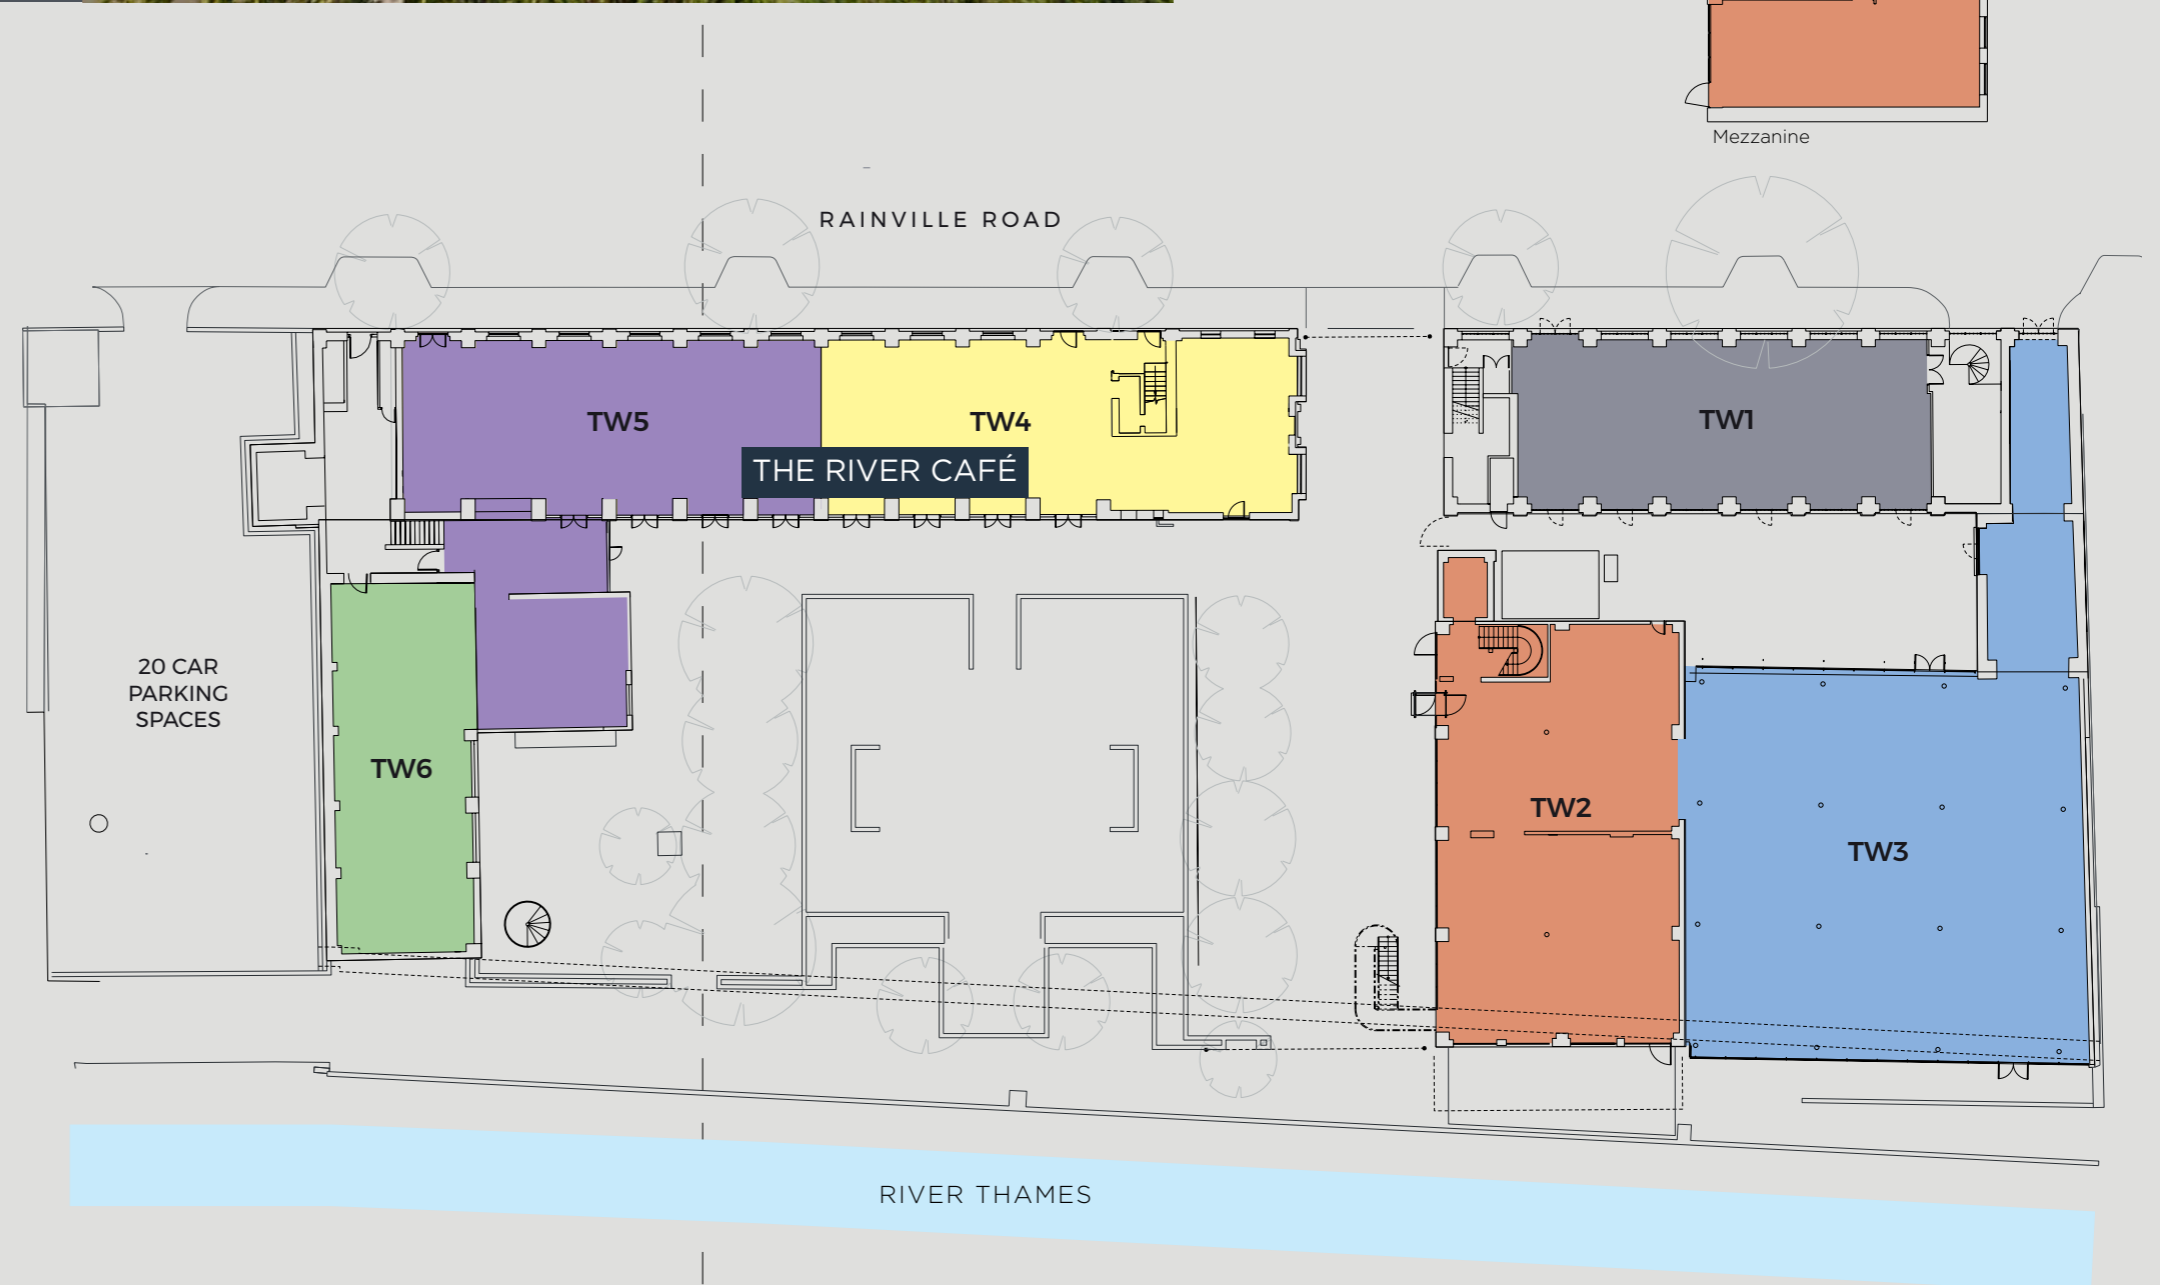 Mezzanine
RAINVILLE ROAD
TW5
TW4
TW1
THE RIVER CAFÉ
20 CAR
PARKING
SPACES
TW6
TW2
TW3
RIVER THAMES